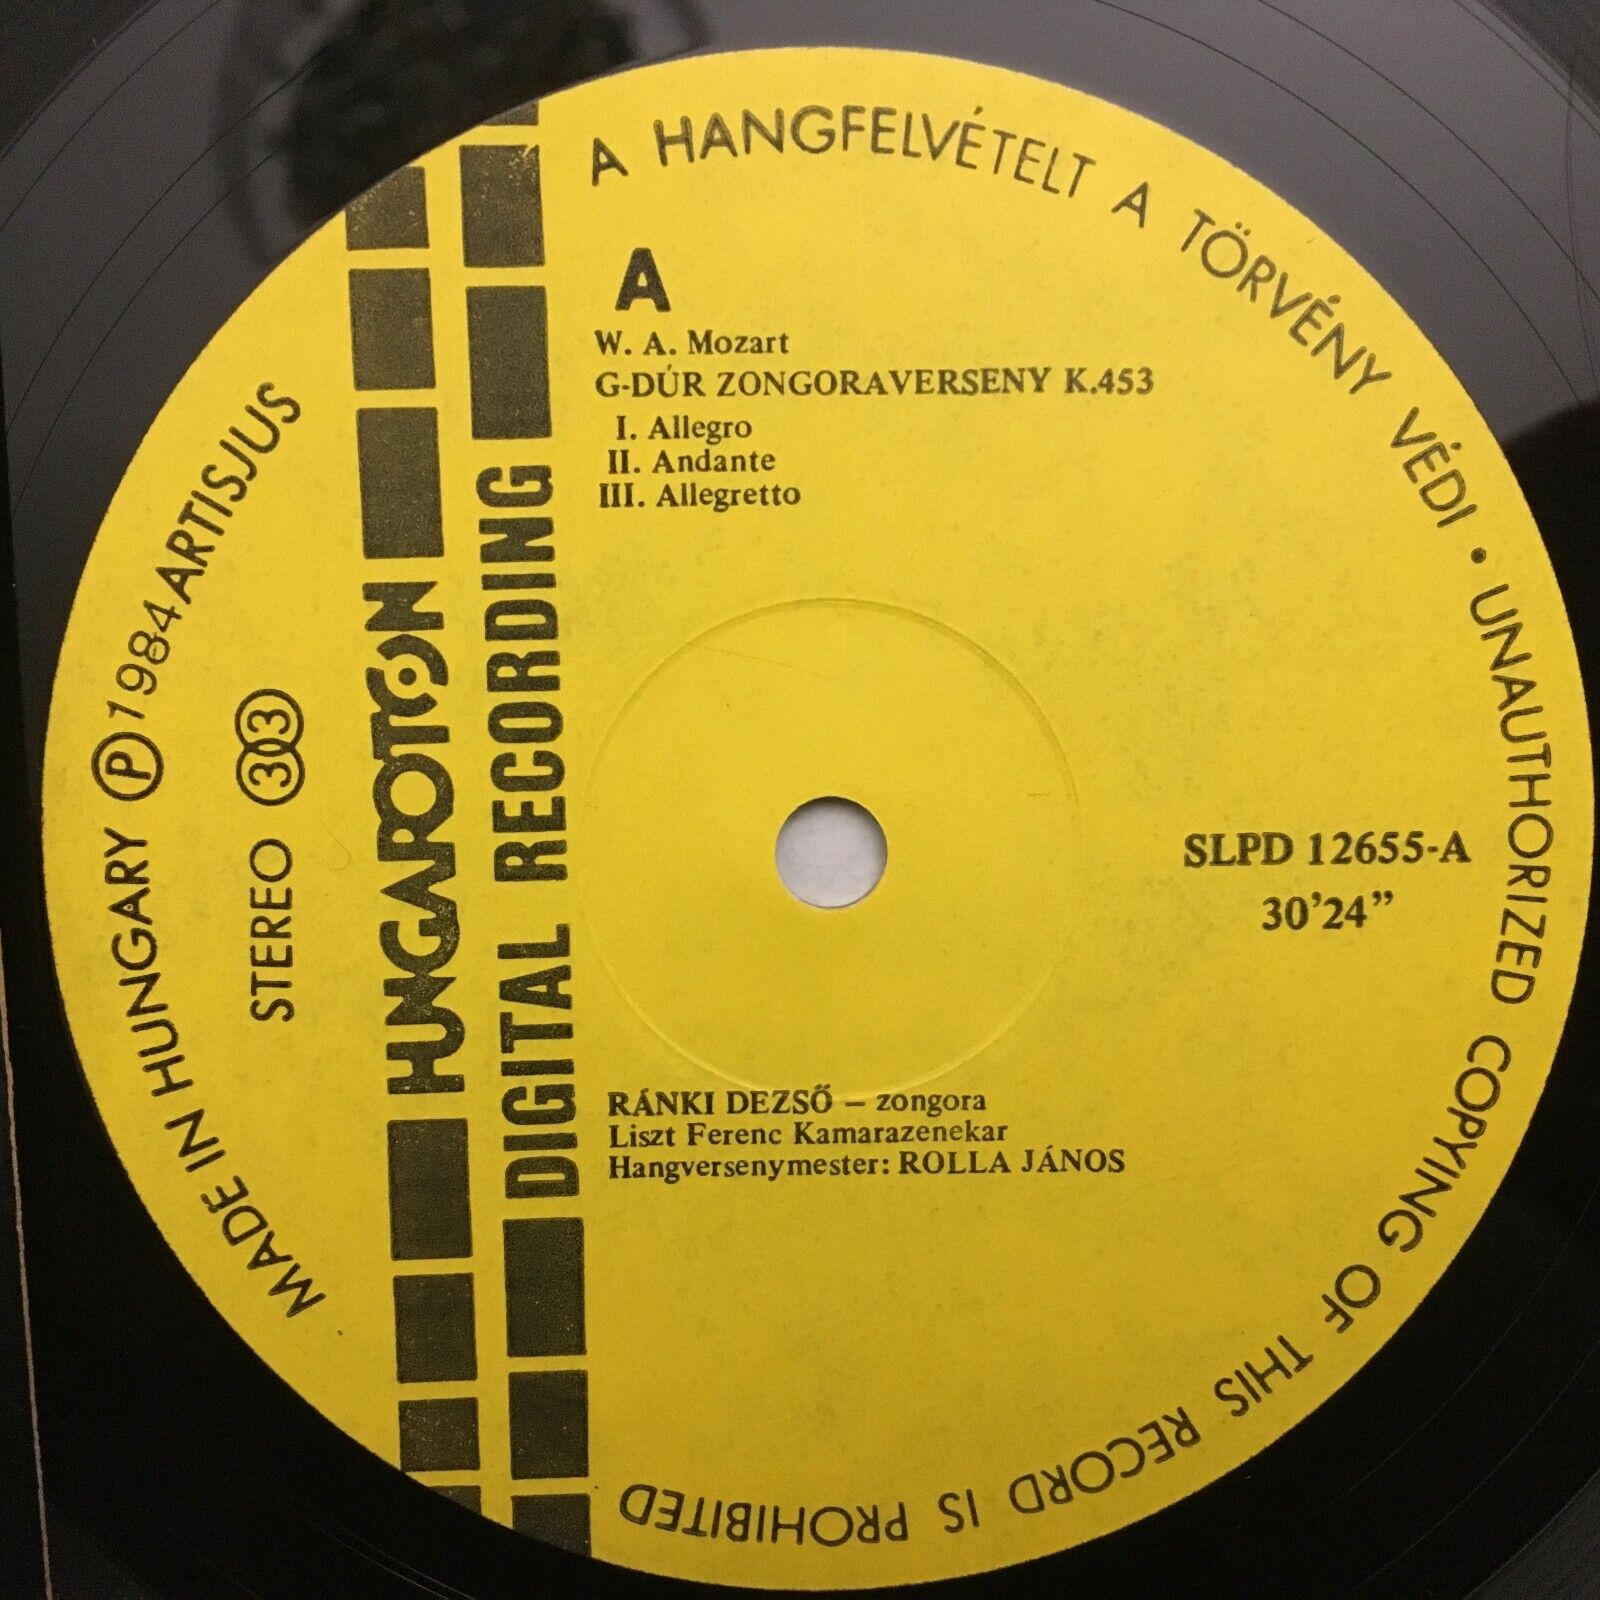 A HANGFELVÉTELT A TÖRVÉNY VÉDI • UNAUTHORIZED COPYING OF THIS RECORD IS PROHIBITED
MADE IN HUNGARY Ⓟ 1984 ARTISJUS
STEREO 33
HUNGAROTON
DIGITAL RECORDING
A
W. A. Mozart
G-DÚR ZONGORAVERSENY K.453
I. Allegro
II. Andante
III. Allegretto
SLPD 12655-A
30’24”
RÁNKI DEZSŐ – zongora
Liszt Ferenc Kamarazenekar
Hangversenymester: ROLLA JÁNOS